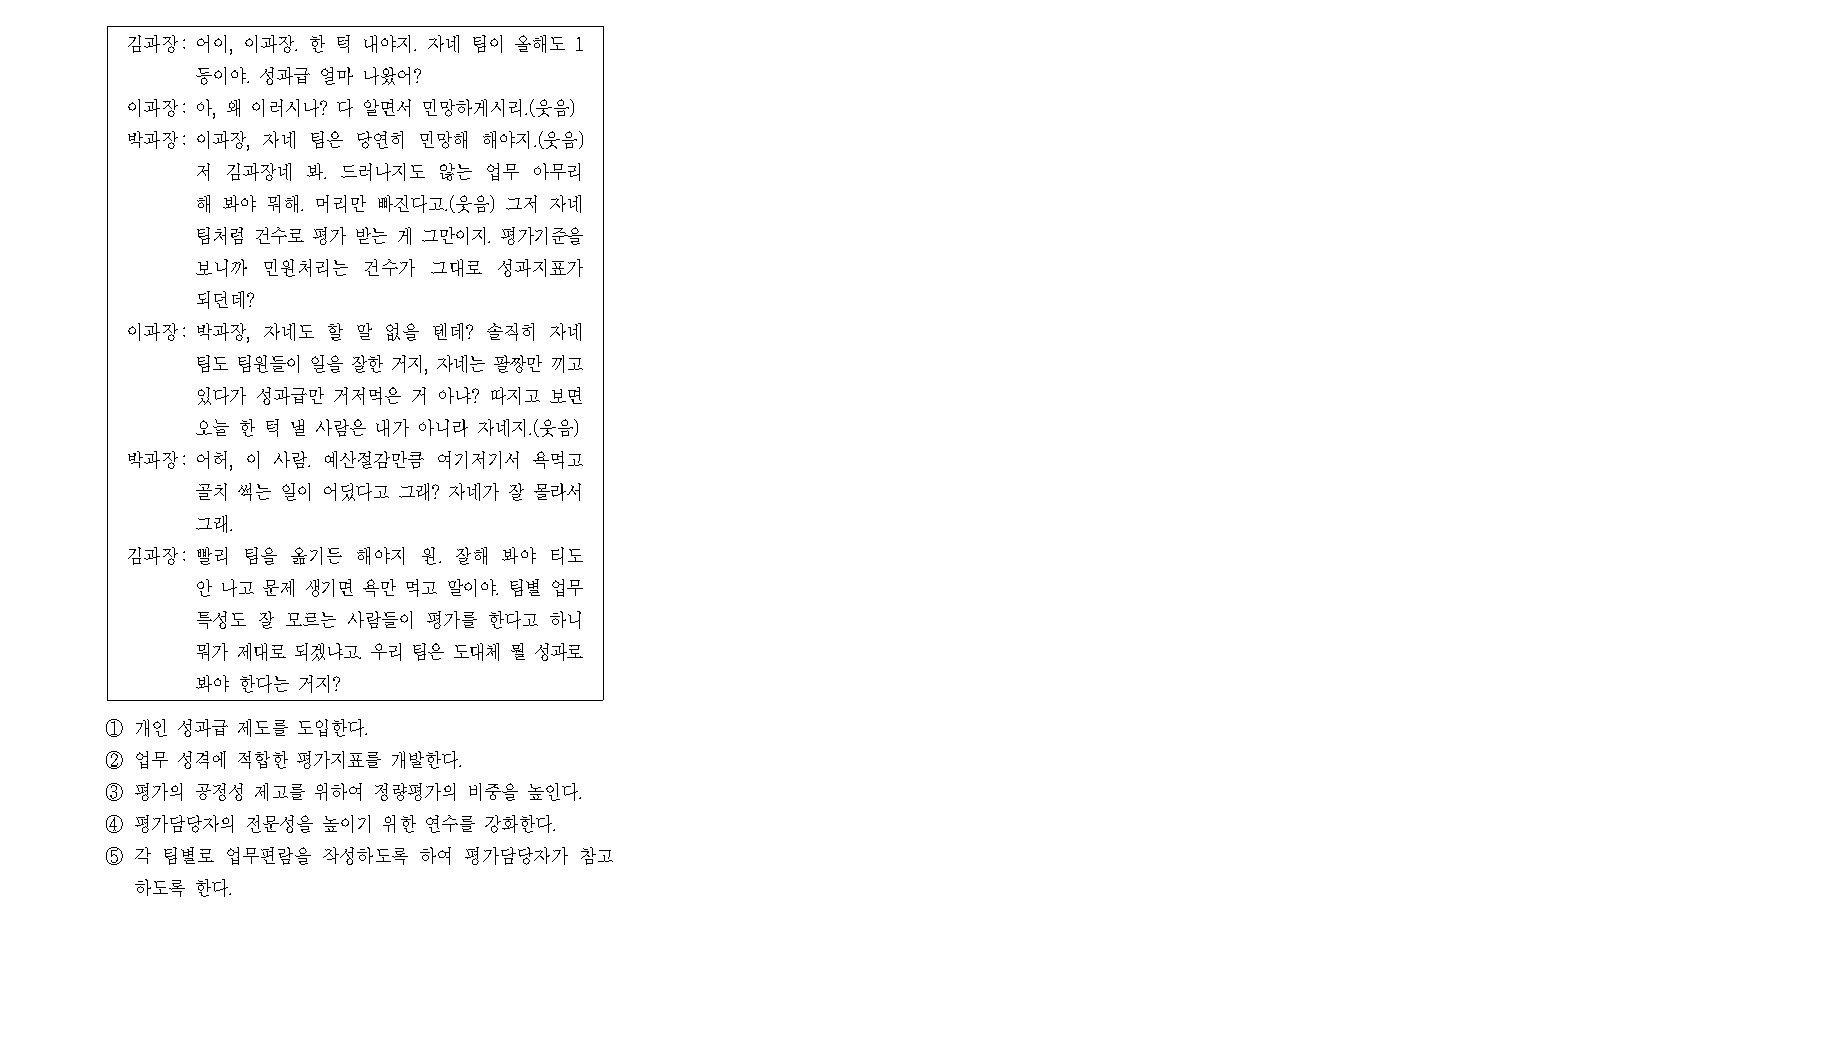 김과장: 어이, 이과장. 한 턱 내야지. 자네 팀이 올해도 1
등이야. 성과급 얼마 나왔어?
이과장: 아, 왜 이러시나? 다 알면서 민망하게시리.(웃음)
박과장: 이과장, 자네 팀은 당연히 민망해 해야지.(웃음)
저 김과장네 봐. 드러나지도 않는 업무 아무리
해 봐야 뭐해. 머리만 빠진다고.(웃음) 그저 자네
팀처럼 건수로 평가 받는 게 그만이지. 평가기준을
보니까 민원처리는 건수가 그대로 성과지표가
되던데?
이과장: 박과장, 자네도 할 말 없을 텐데? 솔직히 자네
팀도 팀원들이 일을 잘한 거지, 자네는 팔짱만 끼고
있다가 성과급만 거저먹은 거 아냐? 따지고 보면
오늘 한 턱 낼 사람은 내가 아니라 자네지.(웃음)
박과장: 어허, 이 사람. 예산절감만큼 여기저기서 욕먹고
골치 썩는 일이 어딨다고 그래? 자네가 잘 몰라서
그래.
김과장: 빨리 팀을 옮기든 해야지 원. 잘해 봐야 티도
안 나고 문제 생기면 욕만 먹고 말이야. 팀별 업무
특성도 잘 모르는 사람들이 평가를 한다고 하니
뭐가 제대로 되겠냐고. 우리 팀은 도대체 뭘 성과로
봐야 한다는 거지?
① 개인 성과급 제도를 도입한다.
② 업무 성격에 적합한 평가지표를 개발한다.
③ 평가의 공정성 제고를 위하여 정량평가의 비중을 높인다.
④ 평가담당자의 전문성을 높이기 위한 연수를 강화한다.
⑤ 각 팀별로 업무편람을 작성하도록 하여 평가담당자가 참고
하도록 한다.